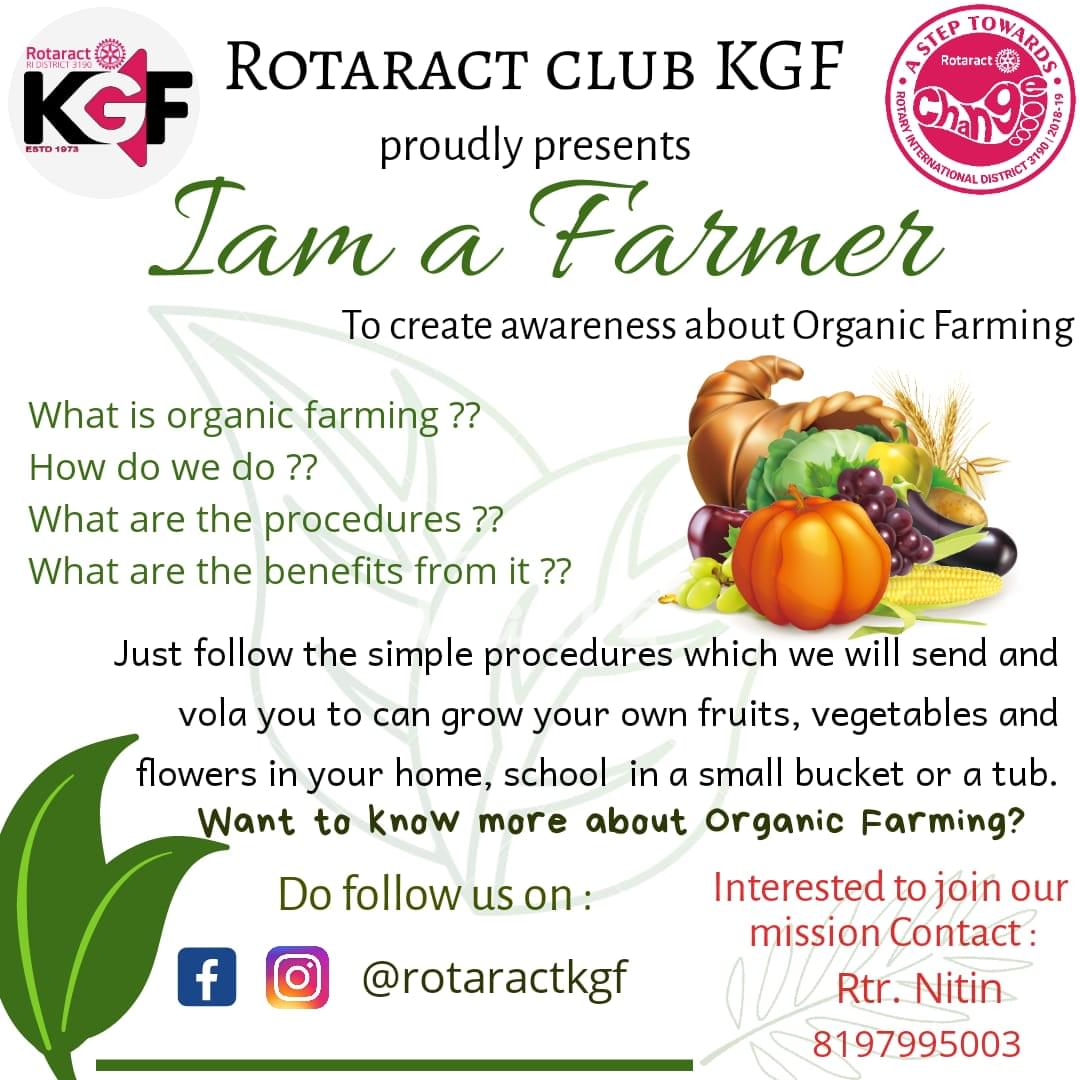 Rotaract
RI DISTRICT 3190
KGF
ESTD 1973
ROTARACT CLUB KGF
proudly presents
A STEP TOWARDS
Rotaract
Change
ROTARY INTERNATIONAL DISTRICT 3190 | 2018-19
Iam a Farmer
To create awareness about Organic Farming
What is organic farming ??
How do we do ??
What are the procedures ??
What are the benefits from it ??
Just follow the simple procedures which we will send and
vola you to can grow your own fruits, vegetables and
flowers in your home, school in a small bucket or a tub.
Want to know more about Organic Farming?
Do follow us on :
@rotaractkgf
Interested to join our
mission Contact :
Rtr. Nitin
8197995003